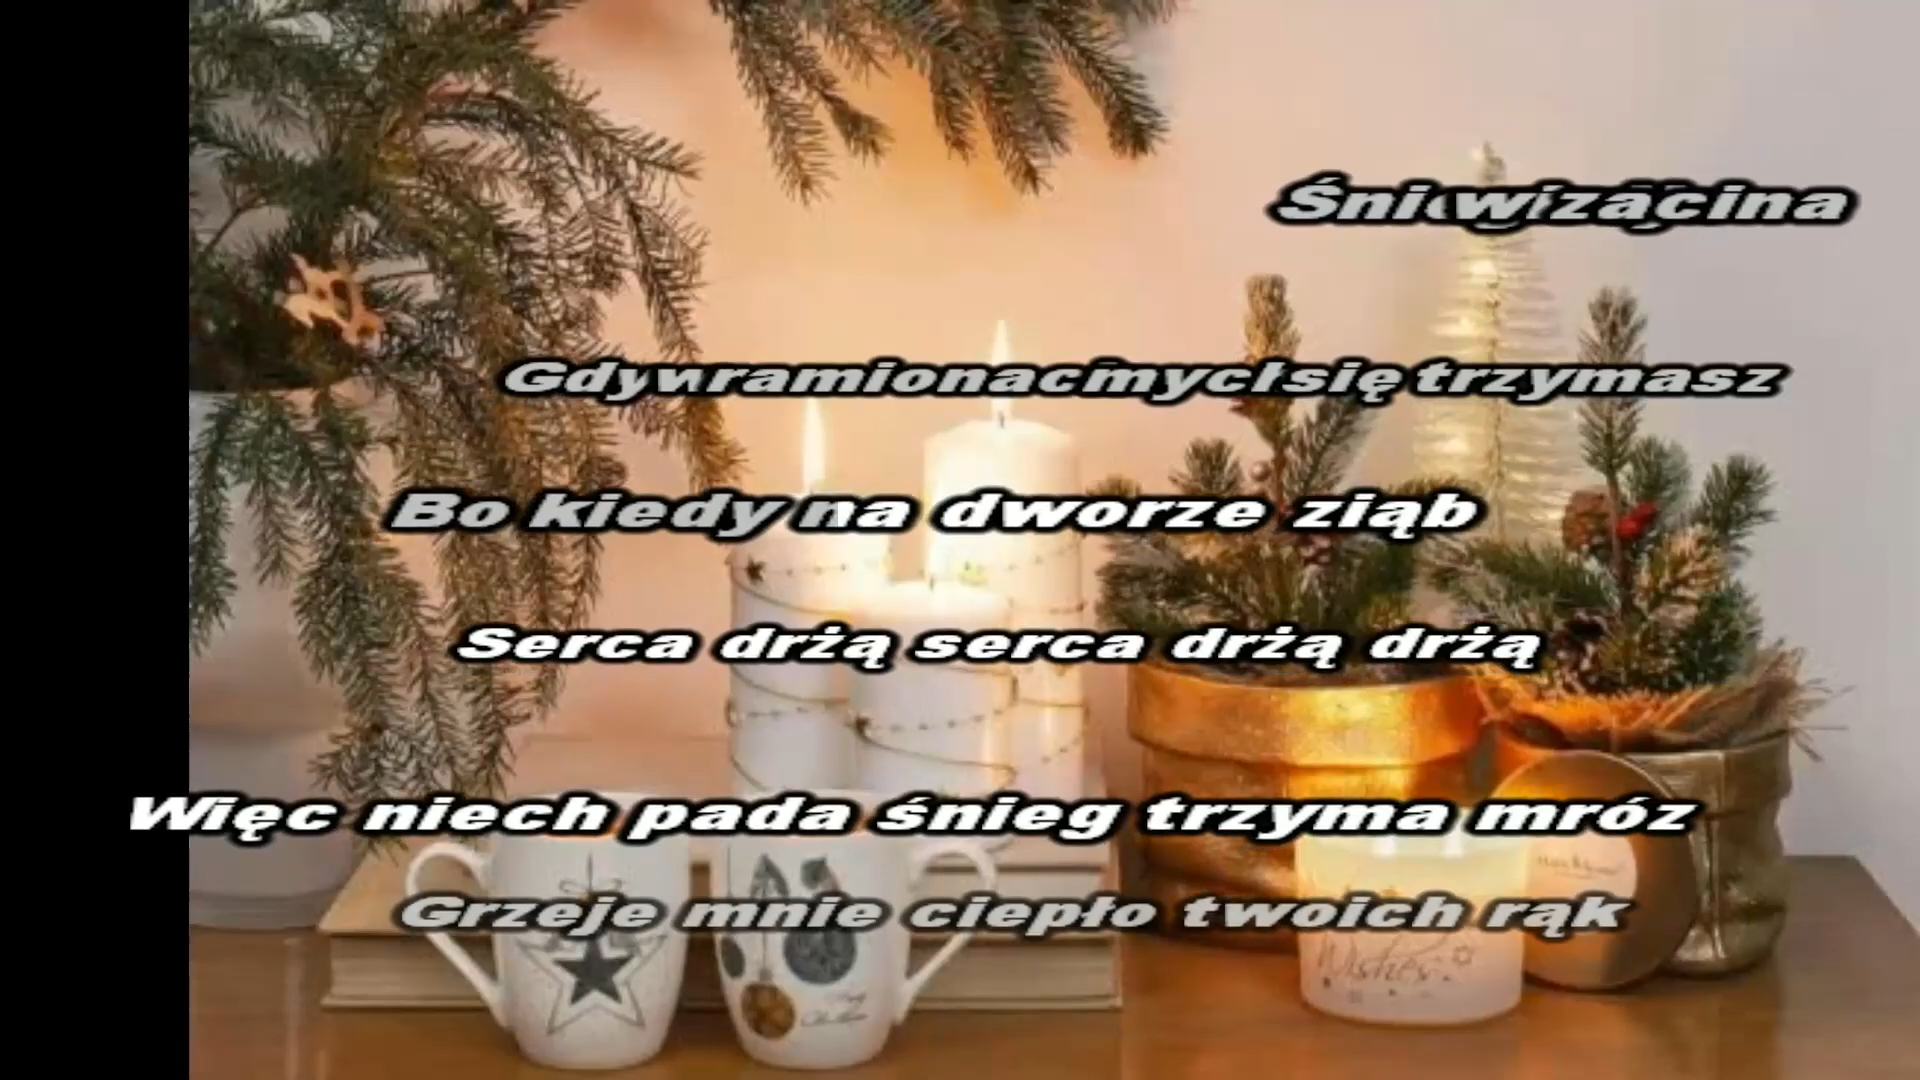 Gdy w ramionach mych się trzymasz
Bo kiedy na dworze ziąb
Serca drżą serca drżą drżą
Więc niech pada śnieg trzyma mróz
Grzeje mnie ciepło twoich rąk
Wishes